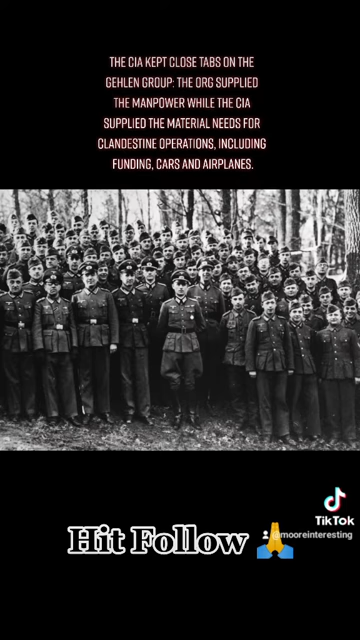 THE CIA KEPT CLOSE TABS ON THE
GEHLEN GROUP: THE ORG SUPPLIED
THE MANPOWER WHILE THE CIA
SUPPLIED THE MATERIAL NEEDS FOR
CLANDESTINE OPERATIONS, INCLUDING
FUNDING, CARS AND AIRPLANES.
TikTok
@mooreinteresting
Hit Follow 🙏